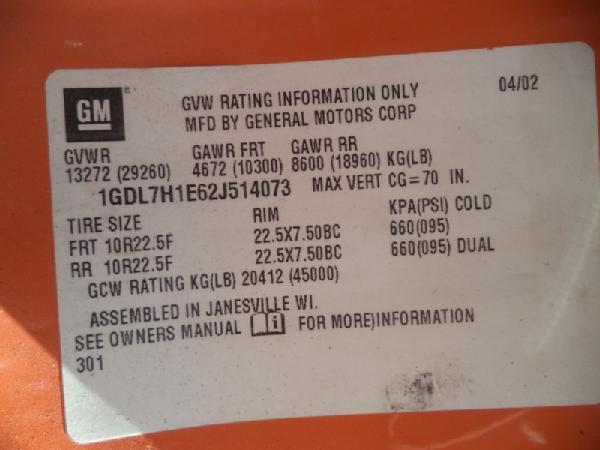 GM ®
GVW RATING INFORMATION ONLY 04/02
MFD BY GENERAL MOTORS CORP
GVWR GAWR FRT GAWR RR
13272 (29260) 4672 (10300) 8600 (18960) KG(LB)
1GDL7H1E62J514073 MAX VERT CG=70 IN.
TIRE SIZE RIM KPA(PSI) COLD
FRT 10R22.5F 22.5X7.50BC 660(095)
RR 10R22.5F 22.5X7.50BC 660(095) DUAL
GCW RATING KG(LB) 20412 (45000)
ASSEMBLED IN JANESVILLE WI.
SEE OWNERS MANUAL i FOR MORE)INFORMATION
301